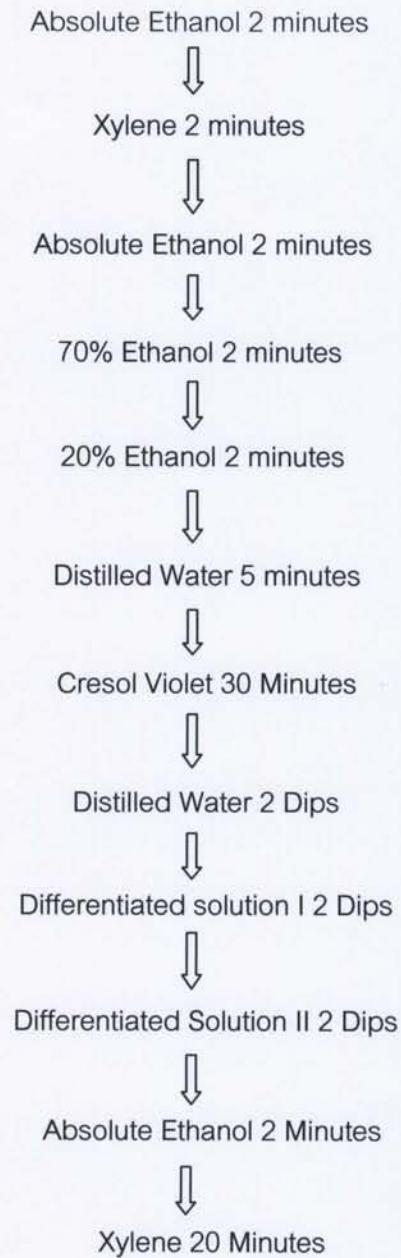 Absolute Ethanol 2 minutes
Xylene 2 minutes
Absolute Ethanol 2 minutes
70% Ethanol 2 minutes
20% Ethanol 2 minutes
Distilled Water 5 minutes
Cresol Violet 30 Minutes
Distilled Water 2 Dips
Differentiated solution I 2 Dips
Differentiated Solution II 2 Dips
Absolute Ethanol 2 Minutes
Xylene 20 Minutes